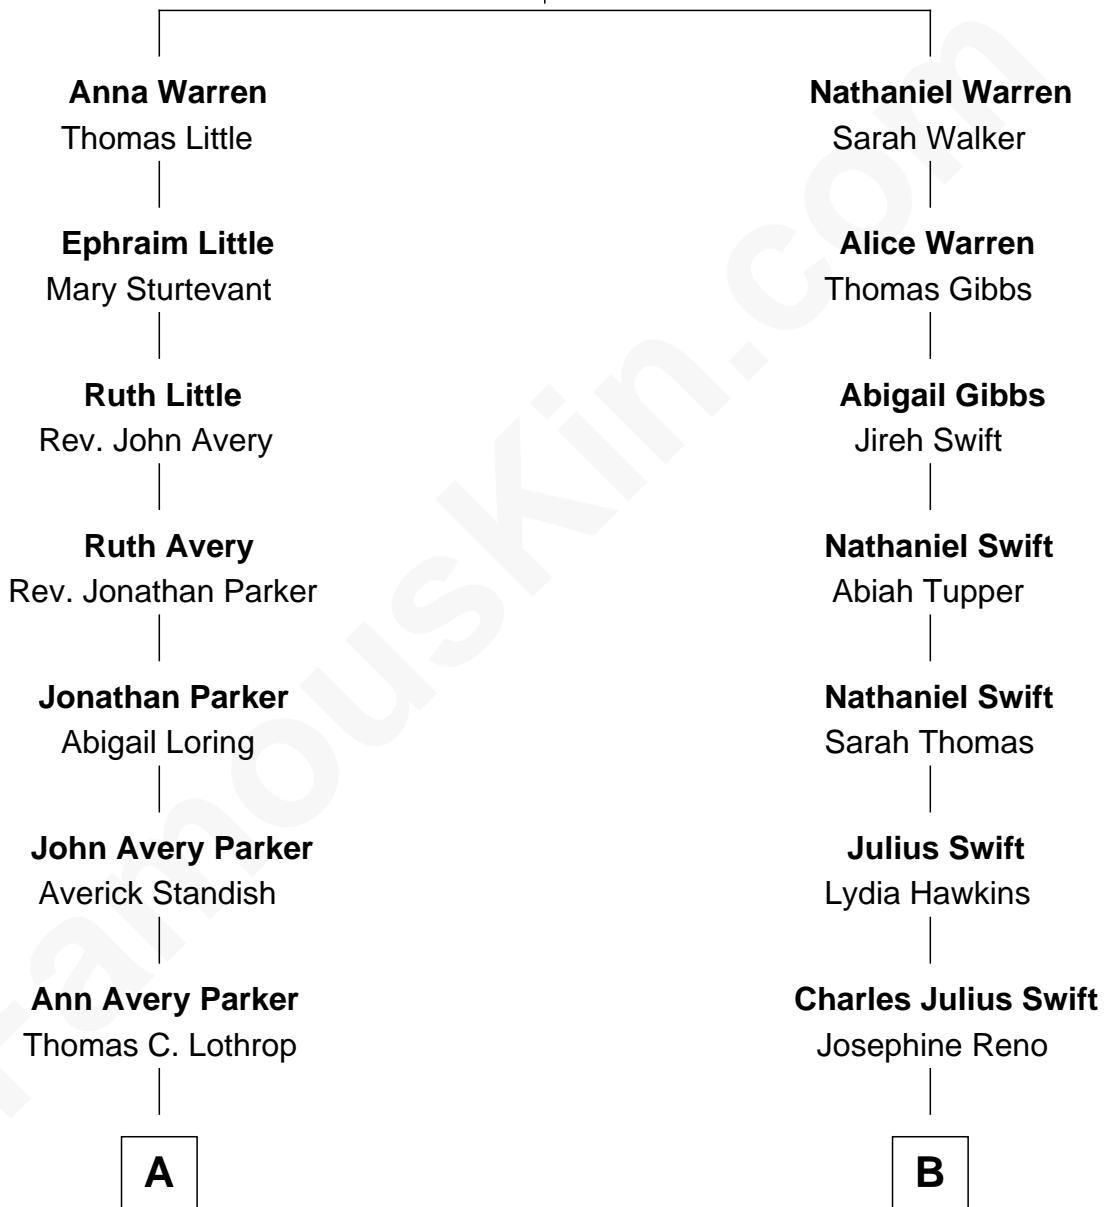 Anna Warren
Thomas Little
Ephraim Little
Mary Sturtevant
Ruth Little
Rev. John Avery
Ruth Avery
Rev. Jonathan Parker
Jonathan Parker
Abigail Loring
John Avery Parker
Averick Standish
Ann Avery Parker
Thomas C. Lothrop
A
Nathaniel Warren
Sarah Walker
Alice Warren
Thomas Gibbs
Abigail Gibbs
Jireh Swift
Nathaniel Swift
Abiah Tupper
Nathaniel Swift
Sarah Thomas
Julius Swift
Lydia Hawkins
Charles Julius Swift
Josephine Reno
B
FamousKin.com